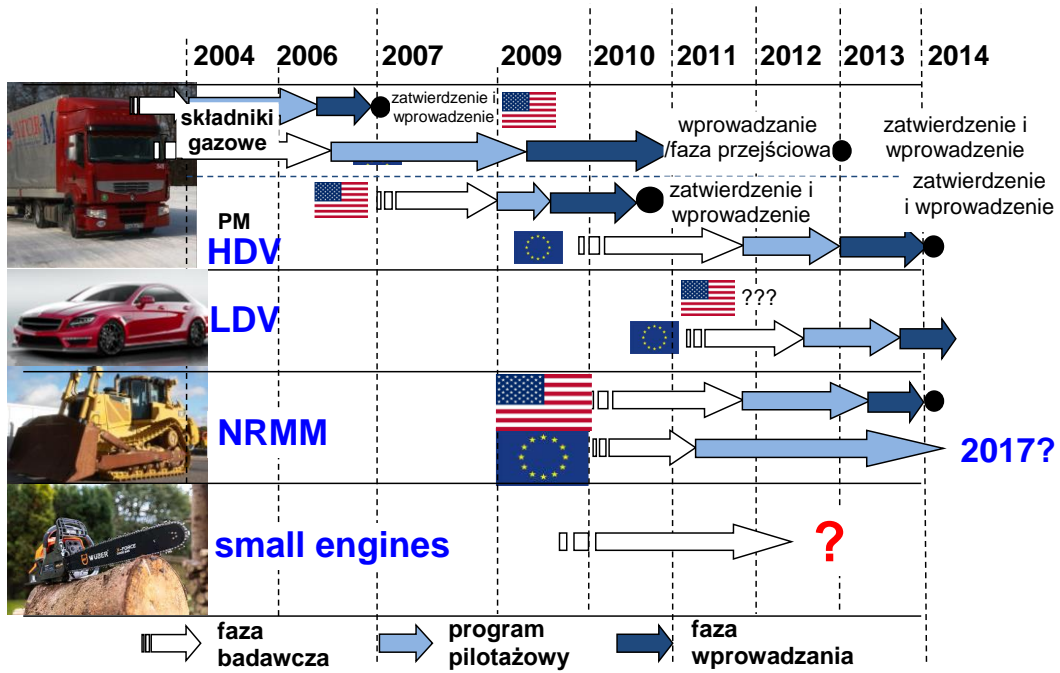 2004 2006 2007 2009 2010 2011 2012 2013 2014
składniki
gazowe
zatwierdzenie i
wprowadzenie
wprowadzanie
/faza przejściowa
zatwierdzenie i
wprowadzenie
PM
HDV
zatwierdzenie i
wprowadzenie
zatwierdzenie
i wprowadzenie
LDV
???
NRMM
2017?
small engines
?
WUBER
faza
badawcza
program
pilotażowy
faza
wprowadzania